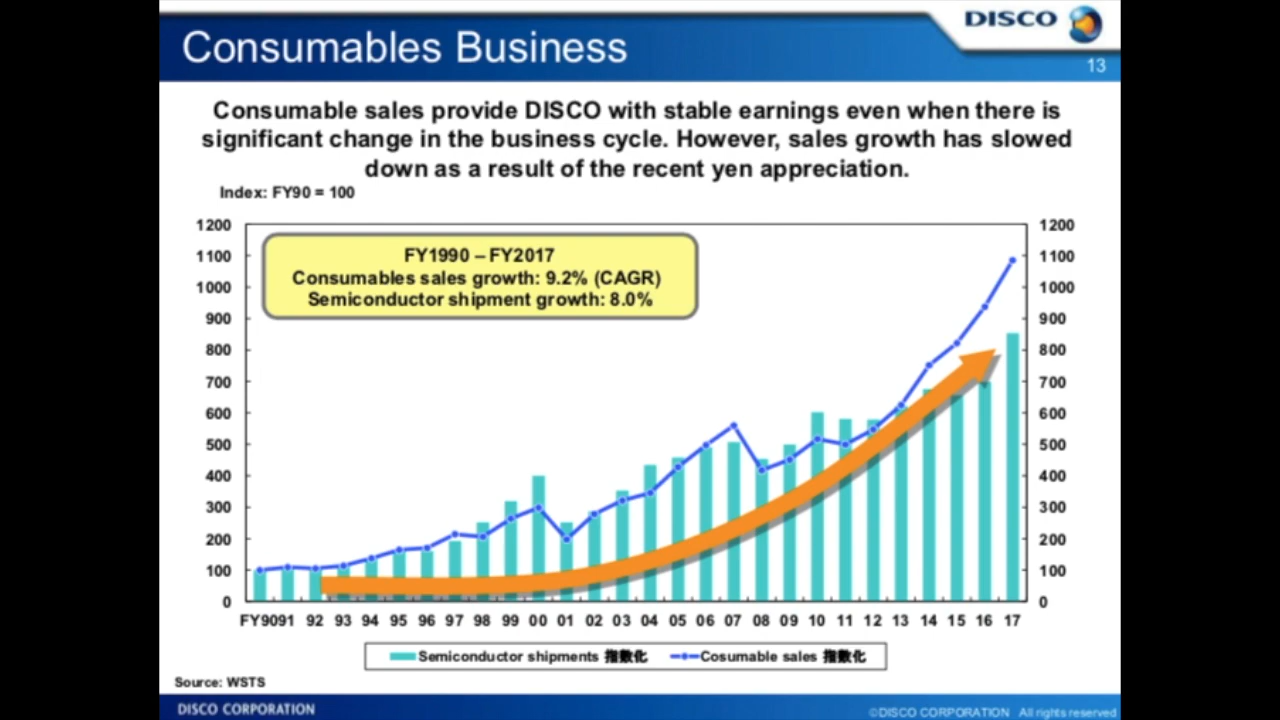 DISCO
Consumables Business
13
Consumable sales provide DISCO with stable earnings even when there is
significant change in the business cycle. However, sales growth has slowed
down as a result of the recent yen appreciation.
Index: FY90 = 100
FY1990 – FY2017
Consumables sales growth: 9.2% (CAGR)
Semiconductor shipment growth: 8.0%
1200 1200
1100 1100
1000 1000
900 900
800 800
700 700
600 600
500 500
400 400
300 300
200 200
100 100
0 0
FY90 91 92 93 94 95 96 97 98 99 00 01 02 03 04 05 06 07 08 09 10 11 12 13 14 15 16 17
Semiconductor shipments 指數化 Cosumable sales 指數化
Source: WSTS
DISCO CORPORATION ©DISCO CORPORATION All rights reserved